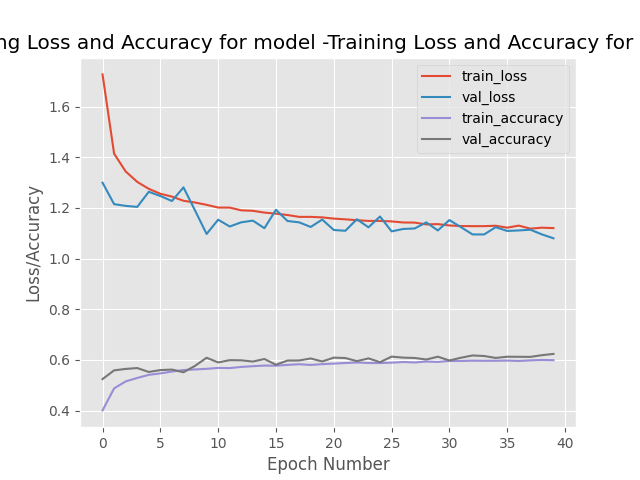 ng Loss and Accuracy for model -Training Loss and Accuracy for
train_loss
val_loss
train_accuracy
val_accuracy
Loss/Accuracy
1.6
1.4
1.2
1.0
0.8
0.6
0.4
0 5 10 15 20 25 30 35 40
Epoch Number